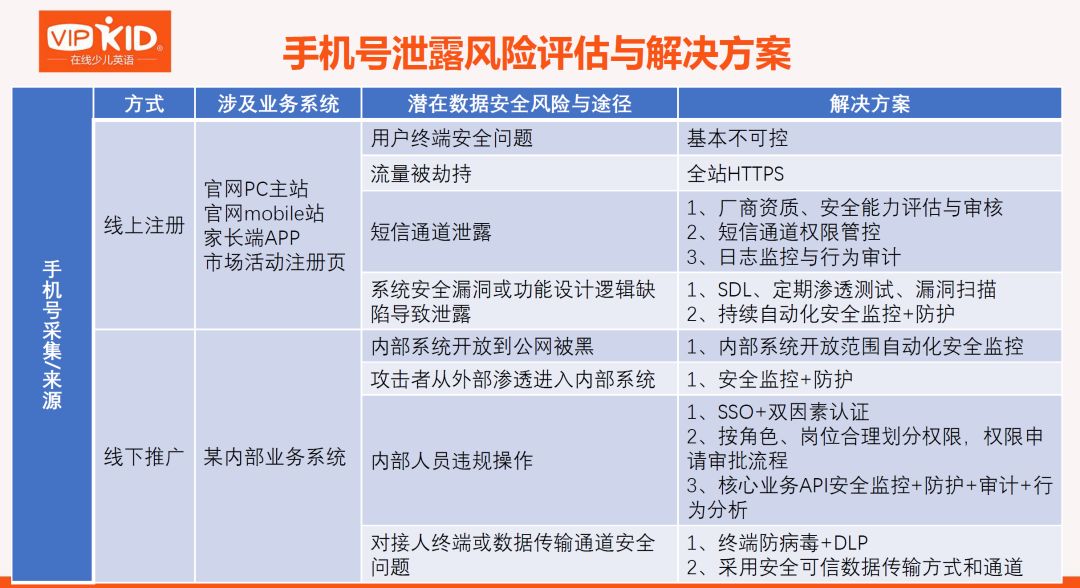 VIPKID®
在线少儿英语
手机号泄露风险评估与解决方案
方式
涉及业务系统
潜在数据安全风险与途径
解决方案
手机号采集/来源
线上注册
官网PC主站
官网mobile站
家长端APP
市场活动注册页
用户终端安全问题
基本不可控
流量被劫持
全站HTTPS
短信通道泄露
1、厂商资质、安全能力评估与审核
2、短信通道权限管控
3、日志监控与行为审计
系统安全漏洞或功能设计逻辑缺
陷导致泄露
1、SDL、定期渗透测试、漏洞扫描
2、持续自动化安全监控+防护
线下推广
某内部业务系统
内部系统开放到公网被黑
1、内部系统开放范围自动化安全监控
攻击者从外部渗透进入内部系统
1、安全监控+防护
内部人员违规操作
1、SSO+双因素认证
2、按角色、岗位合理划分权限，权限申
请审批流程
3、核心业务API安全监控+防护+审计+行
为分析
对接人终端或数据传输通道安全
问题
1、终端防病毒+DLP
2、采用安全可信数据传输方式和通道